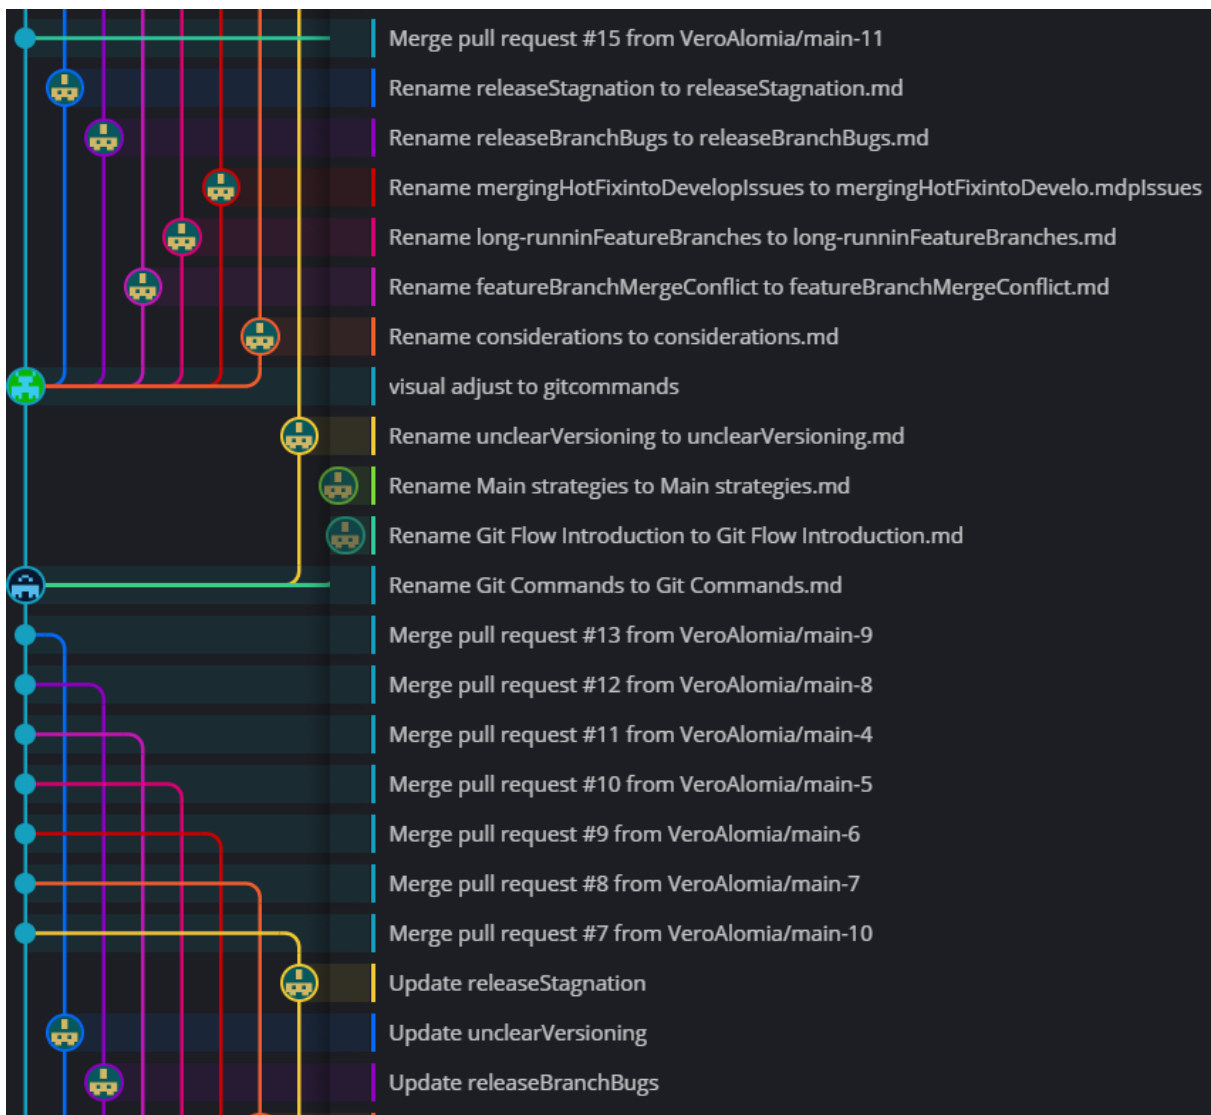 Merge pull request #15 from VeroAlomia/main-11
Rename releaseStagnation to releaseStagnation.md
Rename releaseBranchBugs to releaseBranchBugs.md
Rename mergingHotFixintoDevelopIssues to mergingHotFixintoDevelo.mdpIssues
Rename long-runninFeatureBranches to long-runninFeatureBranches.md
Rename featureBranchMergeConflict to featureBranchMergeConflict.md
Rename considerations to considerations.md
visual adjust to gitcommands
Rename unclearVersioning to unclearVersioning.md
Rename Main strategies to Main strategies.md
Rename Git Flow Introduction to Git Flow Introduction.md
Rename Git Commands to Git Commands.md
Merge pull request #13 from VeroAlomia/main-9
Merge pull request #12 from VeroAlomia/main-8
Merge pull request #11 from VeroAlomia/main-4
Merge pull request #10 from VeroAlomia/main-5
Merge pull request #9 from VeroAlomia/main-6
Merge pull request #8 from VeroAlomia/main-7
Merge pull request #7 from VeroAlomia/main-10
Update releaseStagnation
Update unclearVersioning
Update releaseBranchBugs